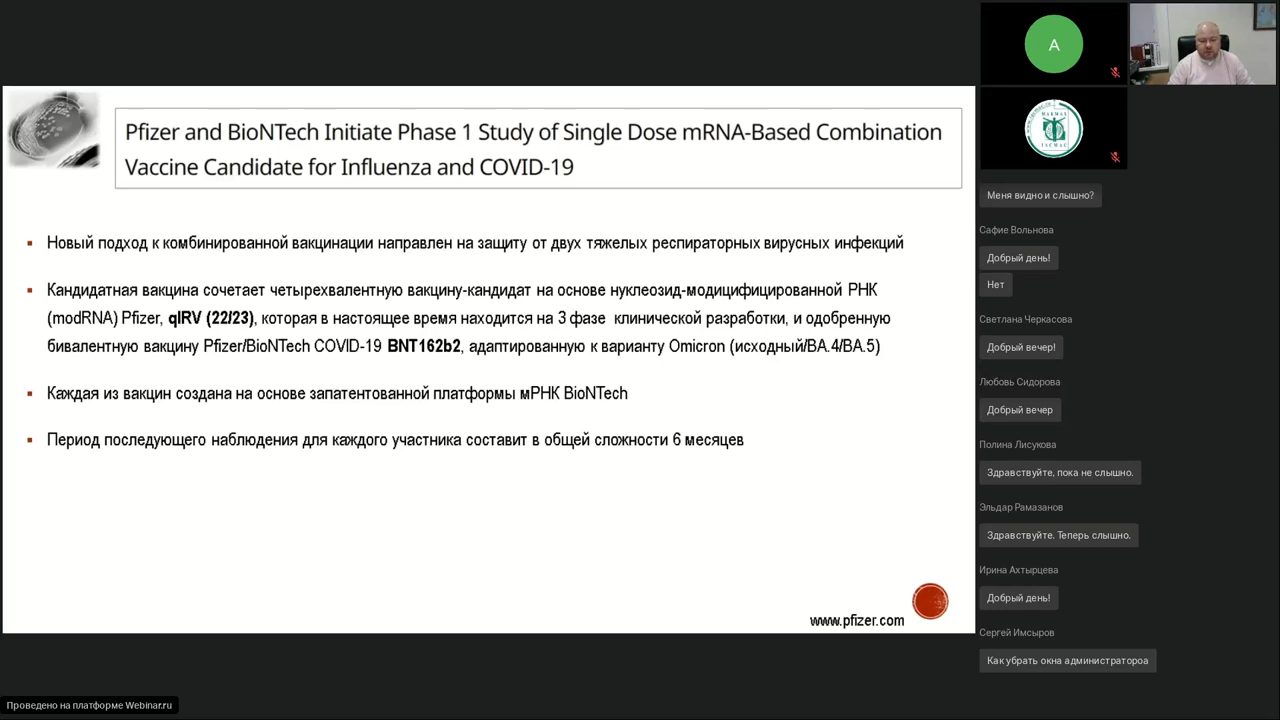 Pfizer and BioNTech Initiate Phase 1 Study of Single Dose mRNA-Based Combination
Vaccine Candidate for Influenza and COVID-19
Новый подход к комбинированной вакцинации направлен на защиту от двух тяжелых респираторных вирусных инфекций
Кандидатная вакцина сочетает четырехвалентную вакцину-кандидат на основе нуклеозид-модицифицированной РНК
(modRNA) Pfizer, qIRV (22/23), которая в настоящее время находится на 3 фазе клинической разработки, и одобренную
бивалентную вакцину Pfizer/BioNTech COVID-19 BNT162b2, адаптированную к варианту Omicron (исходный/BA.4/BA.5)
Каждая из вакцин создана на основе запатентованной платформы мРНК BioNTech
Период последующего наблюдения для каждого участника составит в общей сложности 6 месяцев
www.pfizer.com
Проведено на платформе Webinar.ru
A
Меня видно и слышно?
Сафие Вольнова
Добрый день!
Нет
Светлана Черкасова
Добрый вечер!
Любовь Сидорова
Добрый вечер
Полина Лисукова
Здравствуйте, пока не слышно.
Эльдар Рамазанов
Здравствуйте. Теперь слышно.
Ирина Ахтырцева
Добрый день!
Сергей Имсыров
Как убрать окна администратороа